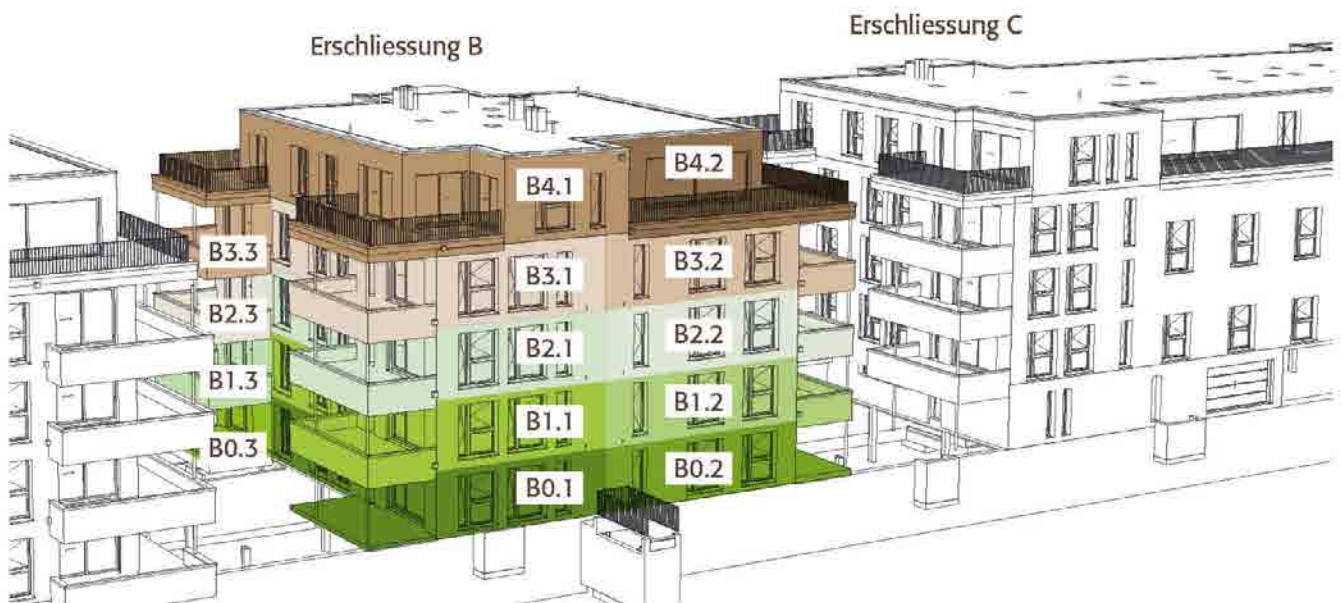 Erschliessung C
Erschliessung B
B4.2
B4.1
B3.3
B3.1
B3.2
B2.3
B2.1
B2.2
B1.3
B1.1
B1.2
B0.3
B0.1
B0.2